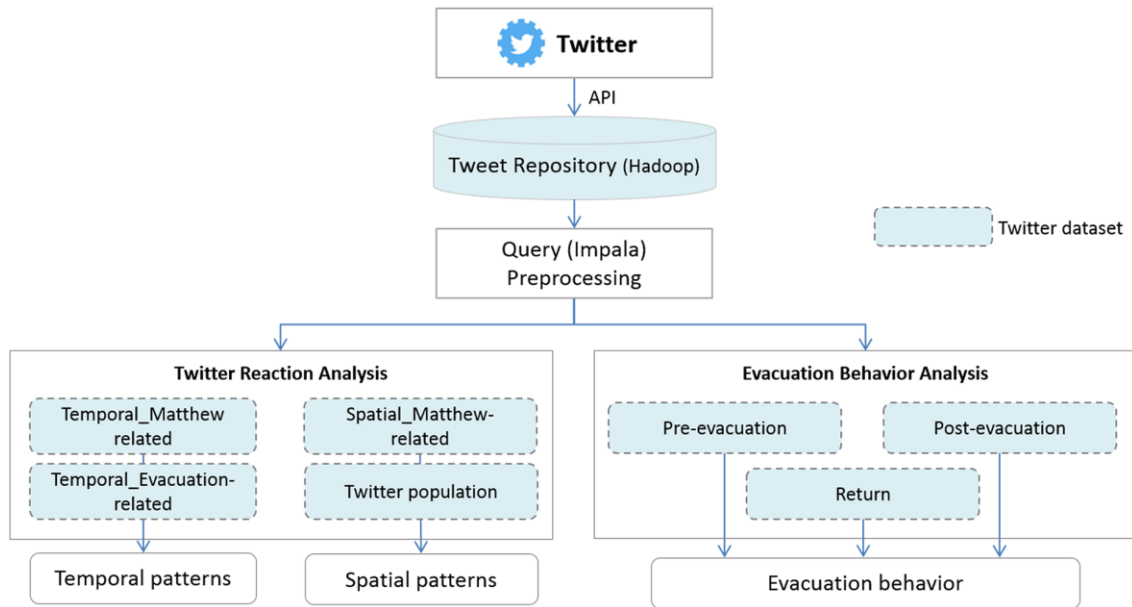 Twitter
API
Tweet Repository (Hadoop)
Query (Impala)
Preprocessing
Twitter dataset
Twitter Reaction Analysis
Temporal_Matthew
related
Spatial_Matthew-
related
Temporal_Evacuation-
related
Twitter population
Temporal patterns
Spatial patterns
Evacuation Behavior Analysis
Pre-evacuation
Post-evacuation
Return
Evacuation behavior